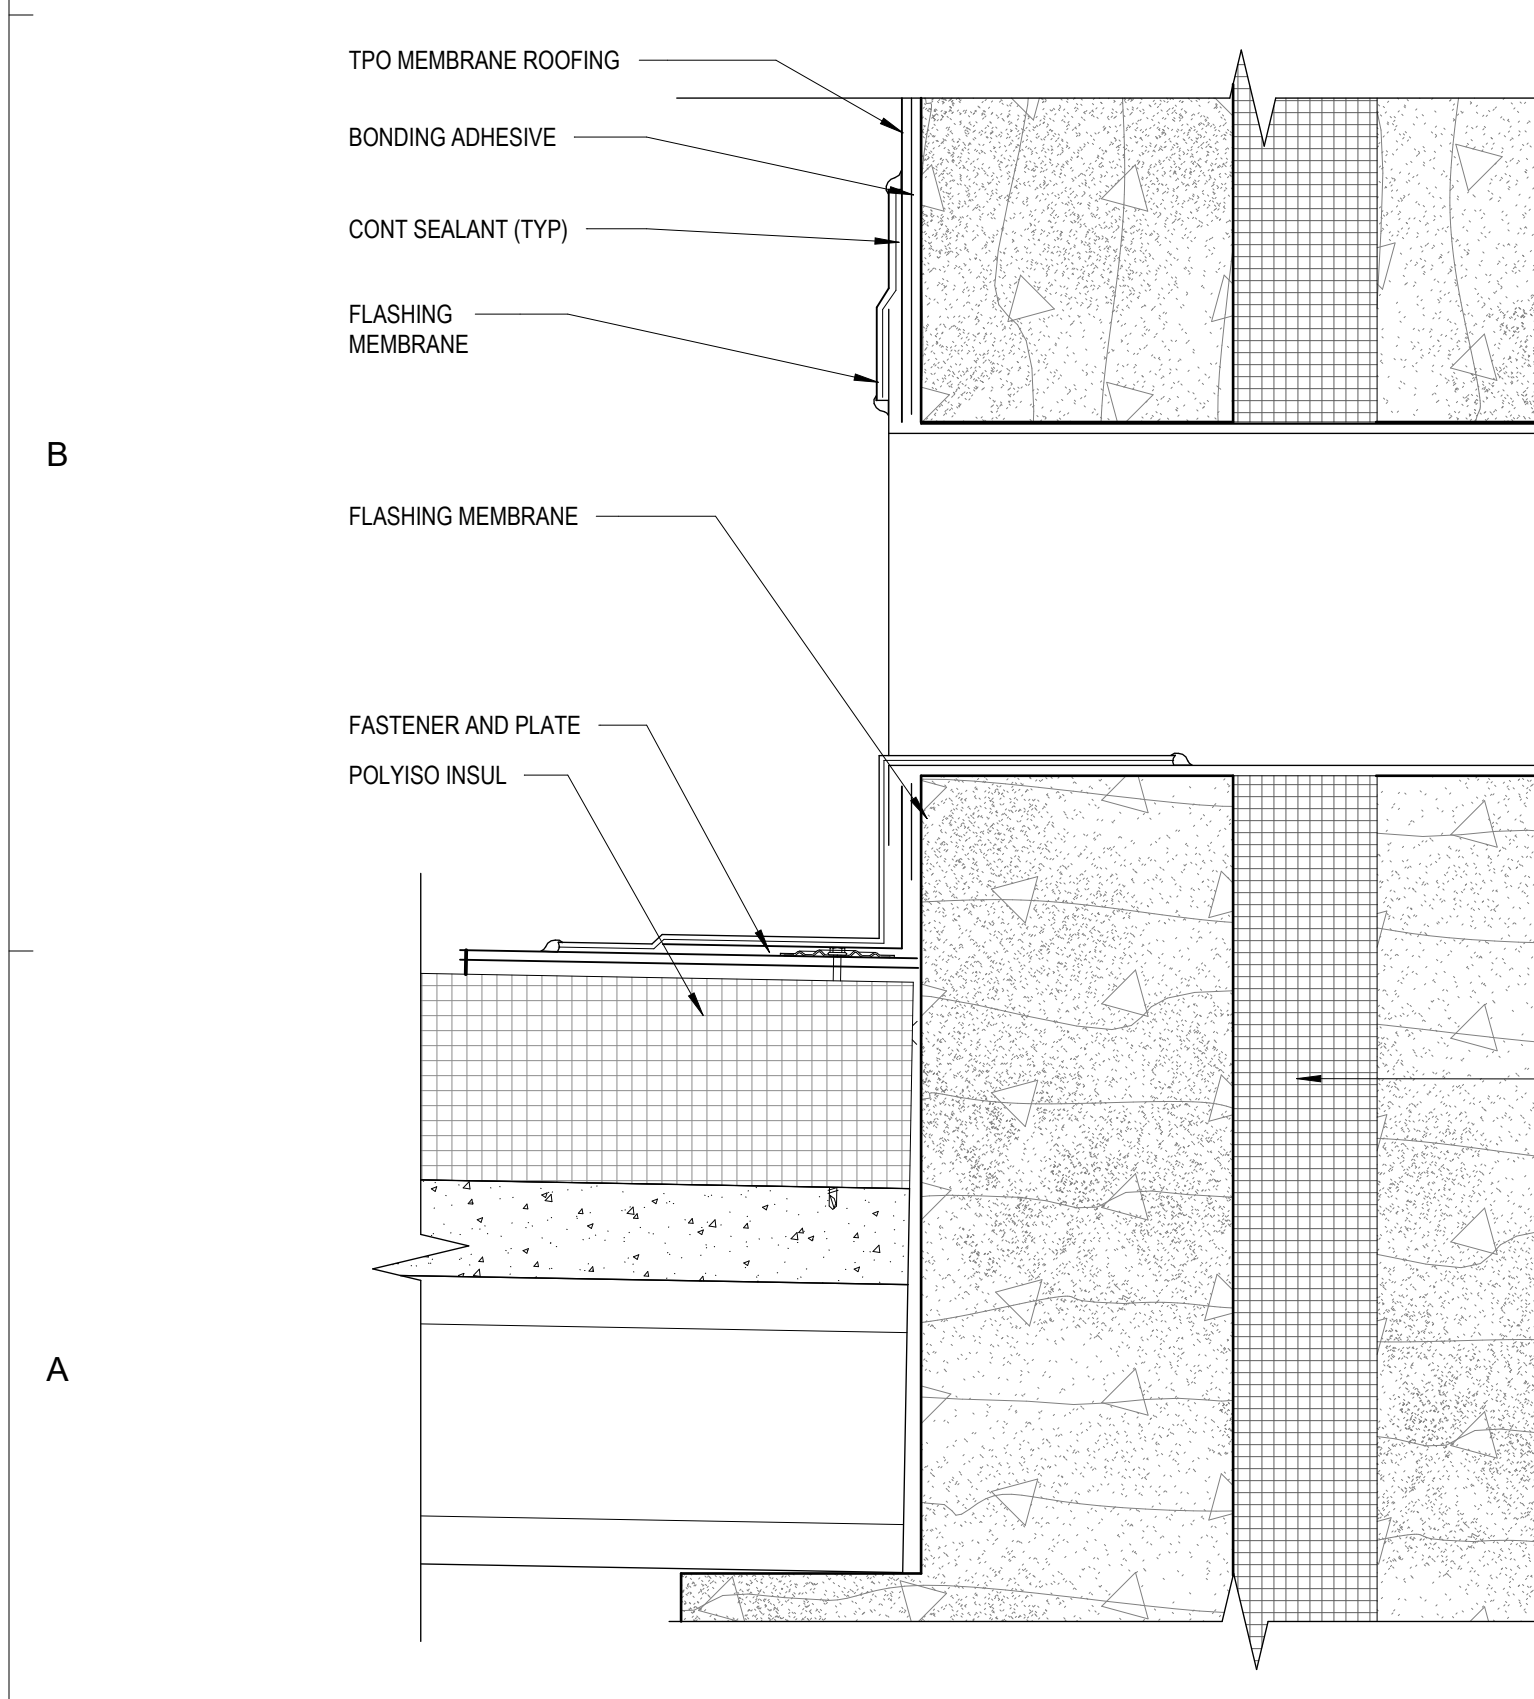 TPO MEMBRANE ROOFING
BONDING ADHESIVE
CONT SEALANT (TYP)
FLASHING
MEMBRANE
B
FLASHING MEMBRANE
FASTENER AND PLATE
POLYISO INSUL
A